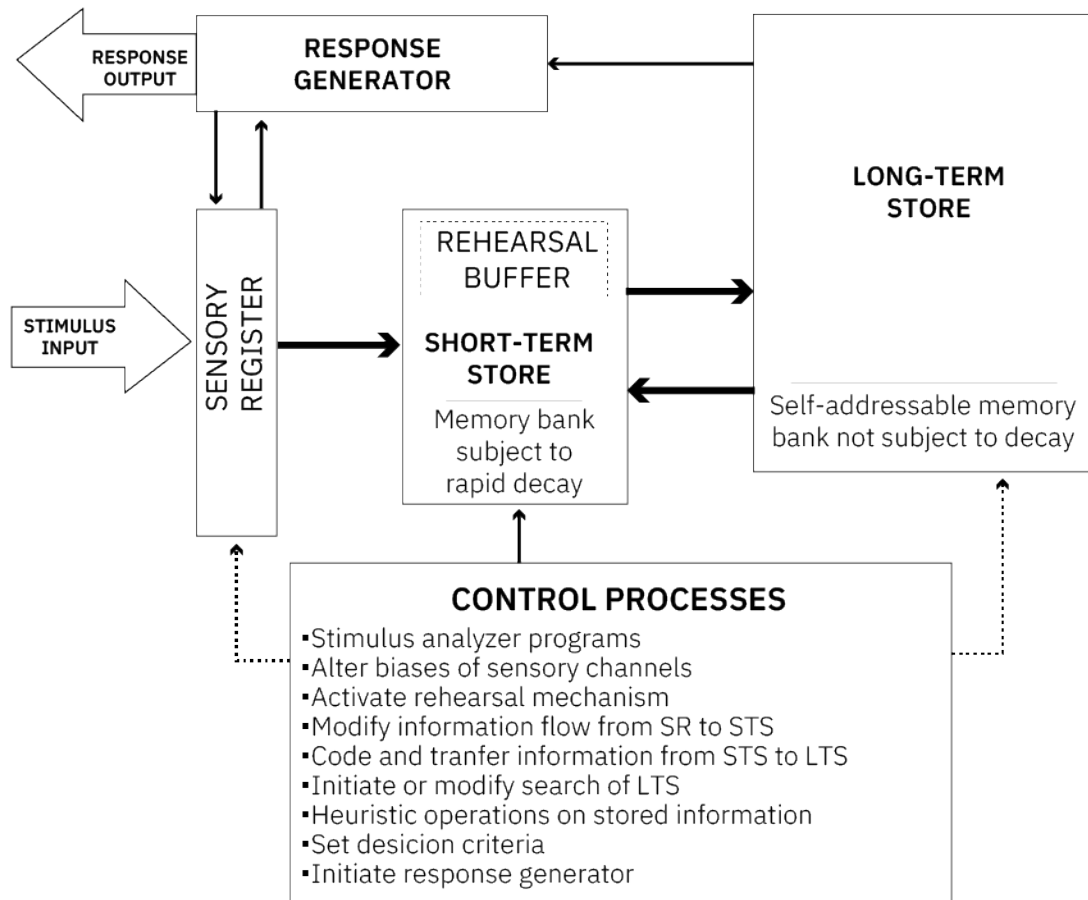 RESPONSE
OUTPUT
RESPONSE
GENERATOR
LONG-TERM
STORE
Self-addressable memory
bank not subject to decay
STIMULUS
INPUT
SENSORY
REGISTER
REHEARSAL
BUFFER
SHORT-TERM
STORE
Memory bank
subject to
rapid decay
CONTROL PROCESSES
▪Stimulus analyzer programs
▪Alter biases of sensory channels
▪Activate rehearsal mechanism
▪Modify information flow from SR to STS
▪Code and tranfer information from STS to LTS
▪Initiate or modify search of LTS
▪Heuristic operations on stored information
▪Set desicion criteria
▪Initiate response generator